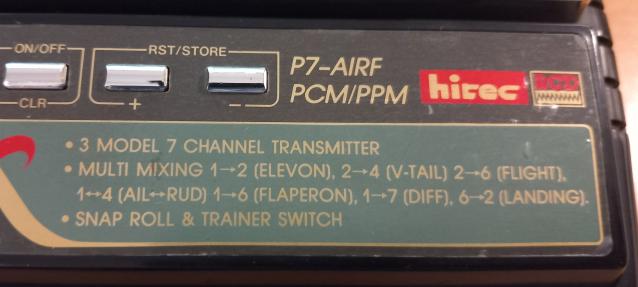 ON/OFF
RST/STORE
CLR
+
-
P7-AIRF
PCM/PPM
hitec
• 3 MODEL 7 CHANNEL TRANSMITTER
• MULTI MIXING 1→2 (ELEVON), 2→4 (V-TAIL) 2→6 (FLIGHT),
1↔4 (AIL↔RUD) 1→6 (FLAPERON), 1→7 (DIFF), 6→2 (LANDING).
• SNAP ROLL & TRAINER SWITCH